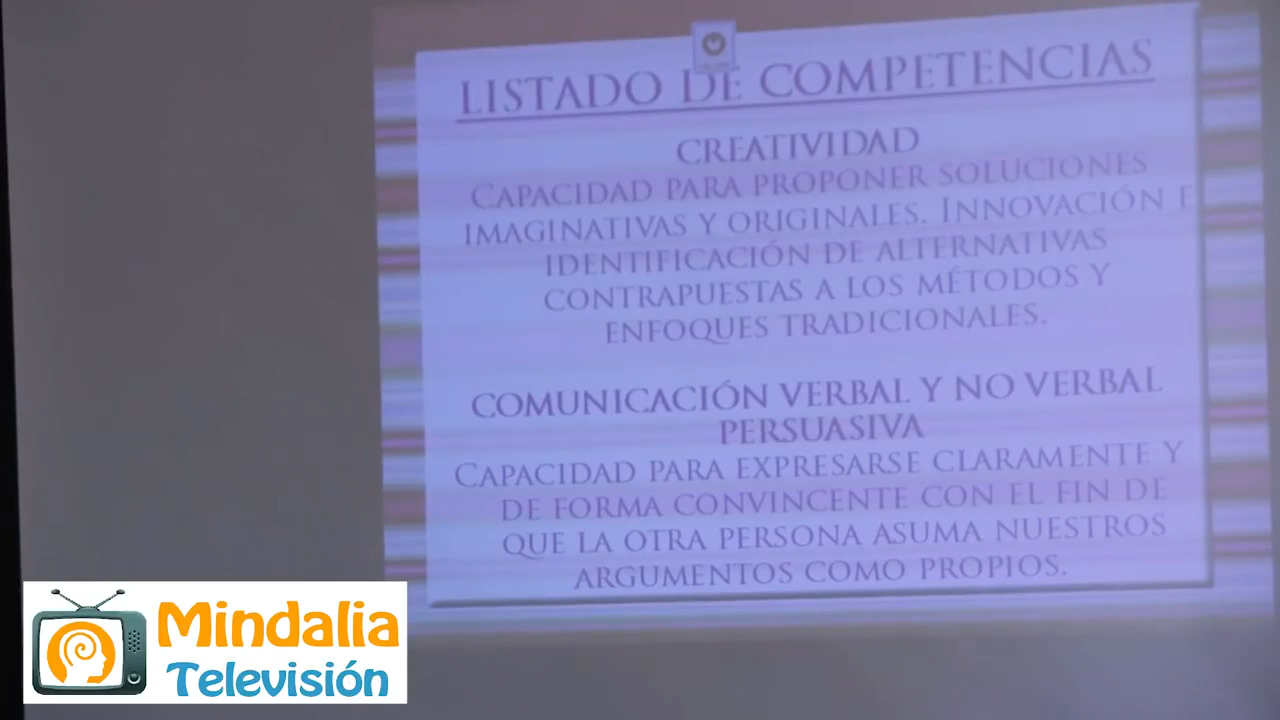 LISTADO DE COMPETENCIAS
CREATIVIDAD
CAPACIDAD PARA PROPONER SOLUCIONES
IMAGINATIVAS Y ORIGINALES. INNOVACIÓN E
IDENTIFICACIÓN DE ALTERNATIVAS
CONTRAPUESTAS A LOS MÉTODOS Y
ENFOQUES TRADICIONALES.
COMUNICACIÓN VERBAL Y NO VERBAL
PERSUASIVA
CAPACIDAD PARA EXPRESARSE CLARAMENTE Y
DE FORMA CONVINCENTE CON EL FIN DE
QUE LA OTRA PERSONA ASUMA NUESTROS
ARGUMENTOS COMO PROPIOS.
Mindalia
Televisión